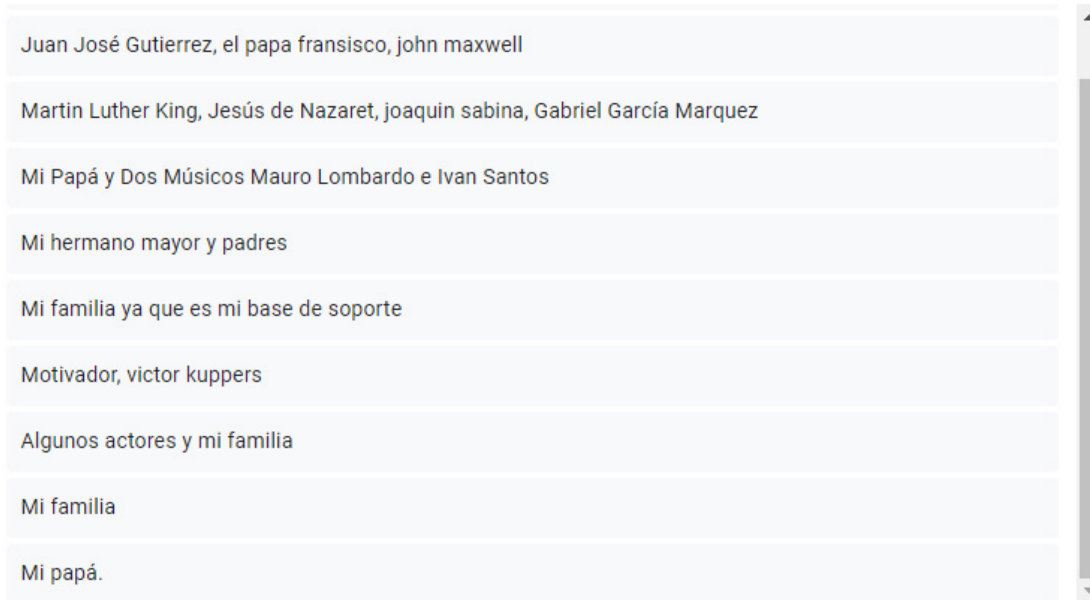 Juan José Gutierrez, el papa fransisco, john maxwell
Martin Luther King, Jesús de Nazaret, joaquin sabina, Gabriel García Marquez
Mi Papá y Dos Músicos Mauro Lombardo e Ivan Santos
Mi hermano mayor y padres
Mi familia ya que es mi base de soporte
Motivador, victor kuppers
Algunos actores y mi familia
Mi familia
Mi papá.